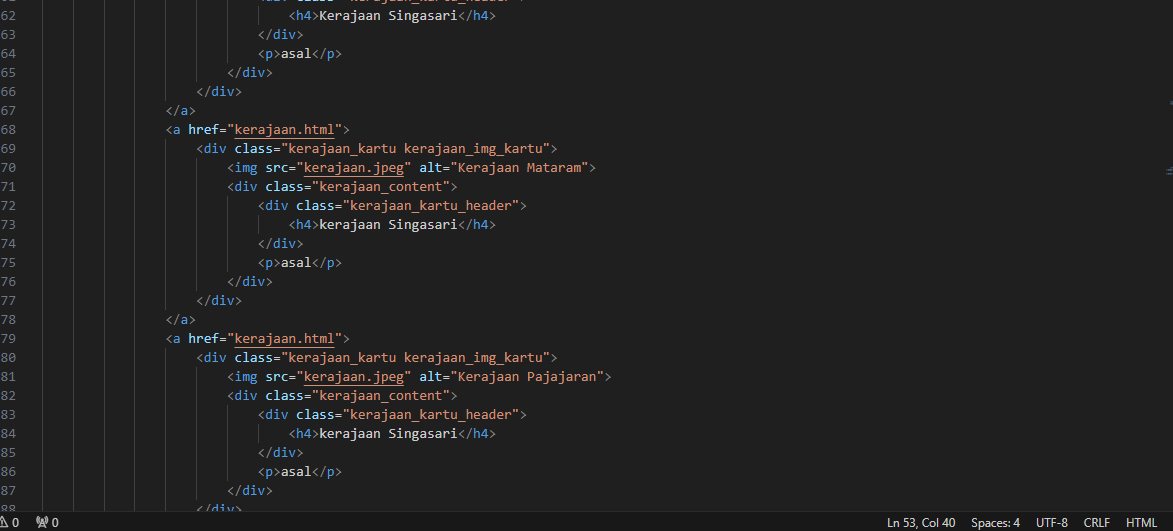 62 <h4>Kerajaan Singasari</h4>
63 </div>
64 <p>asal</p>
65 </div>
66 </div>
67 </a>
68 <a href="kerajaan.html">
69 <div class="kerajaan_kartu kerajaan_img_kartu">
70 <img src="kerajaan.jpeg" alt="Kerajaan Mataram">
71 <div class="kerajaan_content">
72 <div class="kerajaan_kartu_header">
73 <h4>kerajaan Singasari</h4>
74 </div>
75 <p>asal</p>
76 </div>
77 </div>
78 </a>
79 <a href="kerajaan.html">
80 <div class="kerajaan_kartu kerajaan_img_kartu">
81 <img src="kerajaan.jpeg" alt="Kerajaan Pajajaran">
82 <div class="kerajaan_content">
83 <div class="kerajaan_kartu_header">
84 <h4>kerajaan Singasari</h4>
85 </div>
86 <p>asal</p>
87 </div>
88 </div>
0 0 Ln 53, Col 40 Spaces: 4 UTF-8 CRLF HTML